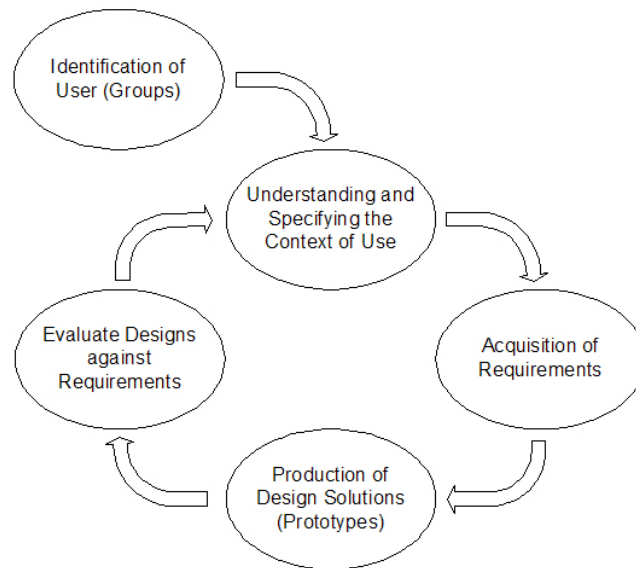 Identification of
User (Groups)
Understanding and
Specifying the
Context of Use
Evaluate Designs
against
Requirements
Acquisition of
Requirements
Production of
Design Solutions
(Prototypes)